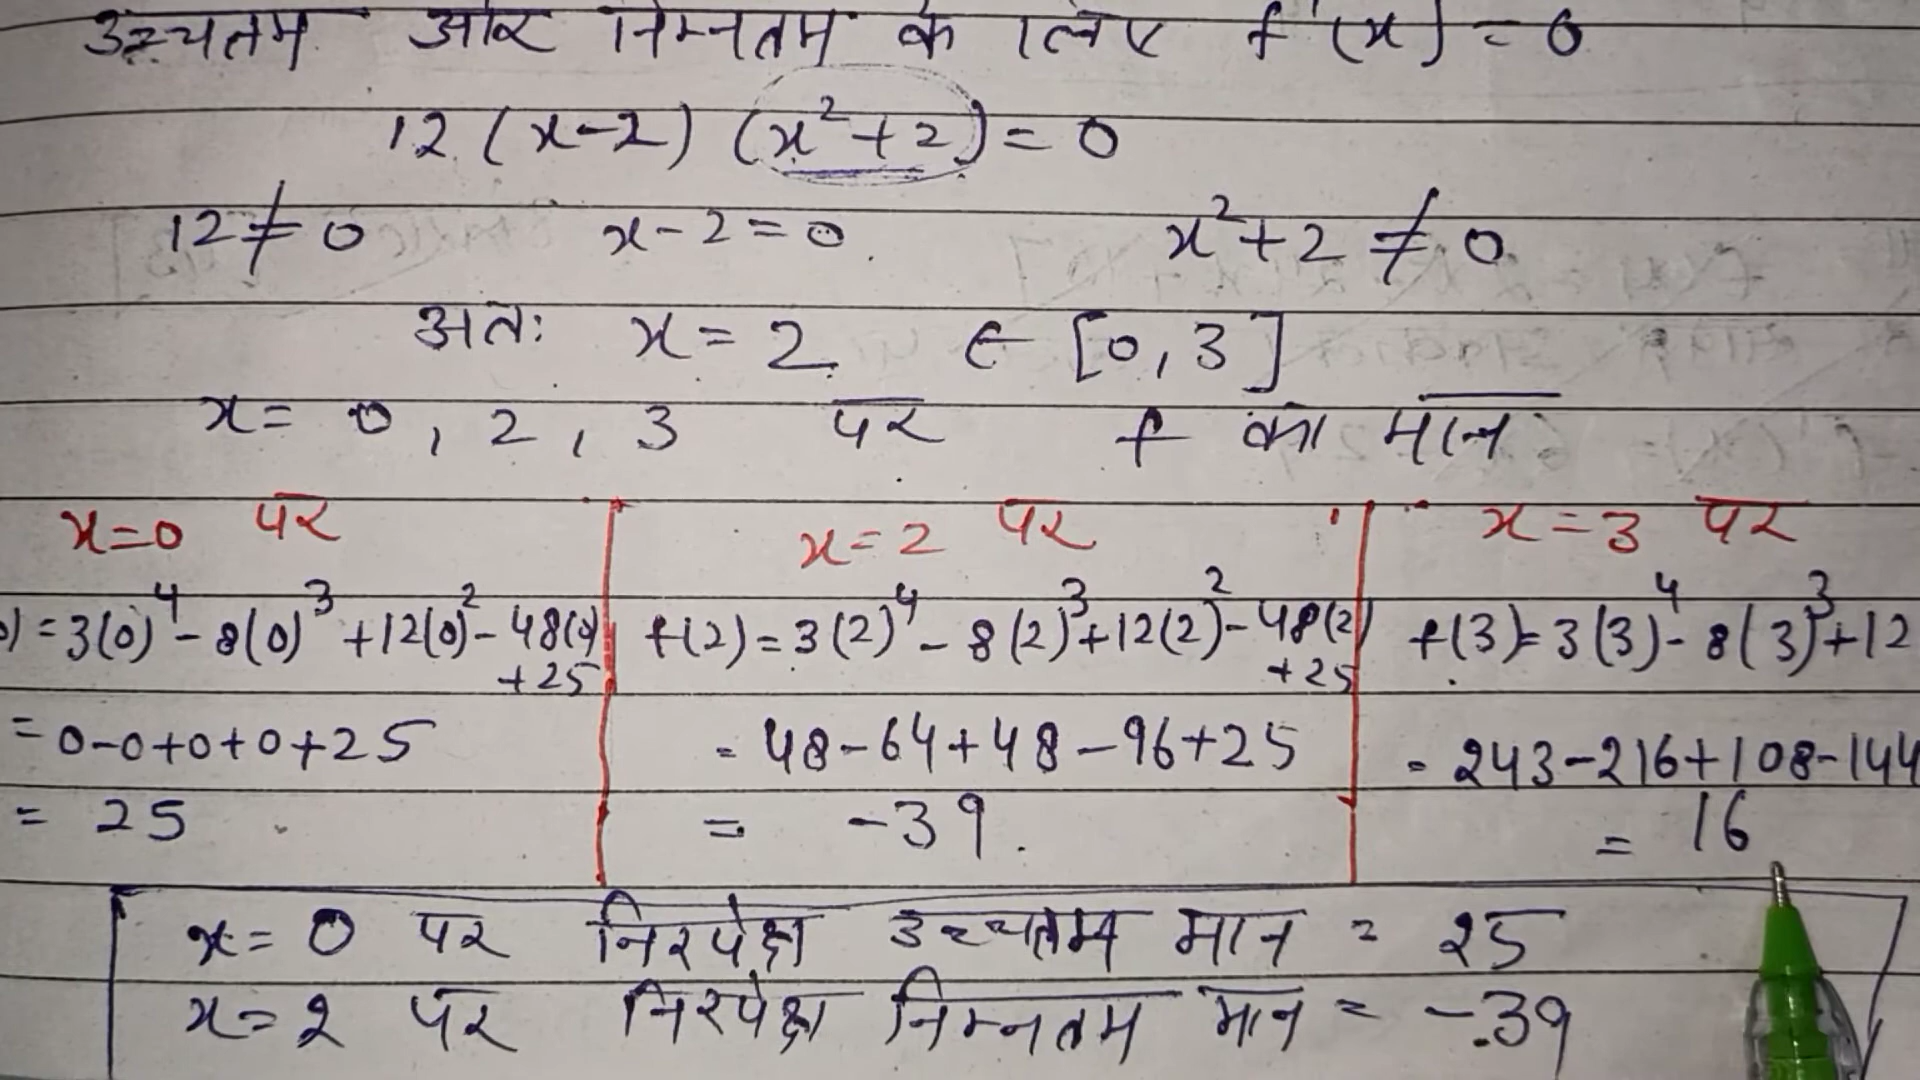 उच्चतम और निम्नतम के लिए f'(x) = 0
12 (x-2) (x²+2) = 0
12 ≠ 0 x-2 = 0 x²+2 ≠ 0
अतः x = 2 ∈ [0, 3]
x = 0, 2, 3 पर f का मान
x=0 पर
) = 3(0)⁴ - 8(0)³ + 12(0)² - 48(0)
+25
= 0-0+0+0+25
= 25
x=2 पर
f(2) = 3(2)⁴ - 8(2)³ + 12(2)² - 48(2)
+25
= 48-64+48-96+25
= -39
x=3 पर
f(3) = 3(3)⁴ - 8(3)³ + 12
= 243-216+108-144
= 16
x = 0 पर निरपेक्ष उच्चतम मान = 25
x = 2 पर निरपेक्ष निम्नतम मान = -39